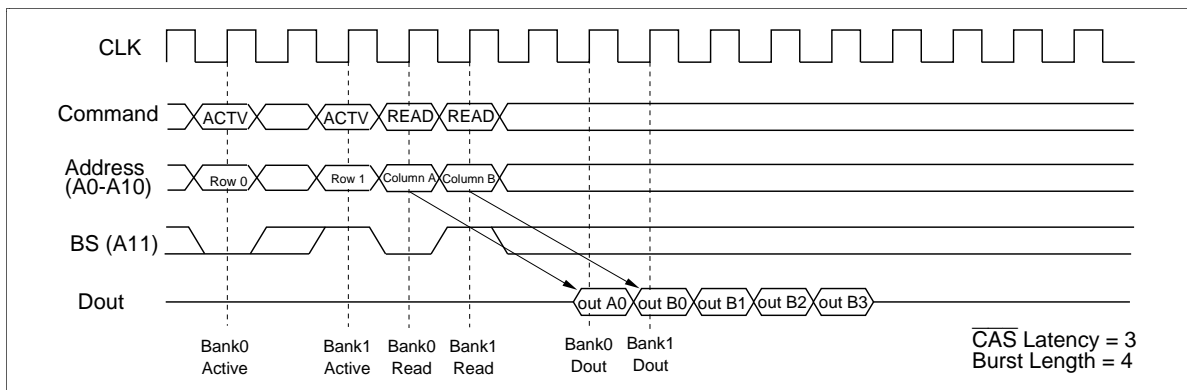 CLK
Command
ACTV
ACTV
READ
READ
Address
(A0-A10)
Row 0
Row 1
Column A
Column B
BS (A11)
Dout
out A0
out B0
out B1
out B2
out B3
Bank0
Active
Bank1
Active
Bank0
Read
Bank1
Read
Bank0
Dout
Bank1
Dout
C̅A̅S̅ Latency = 3
Burst Length = 4